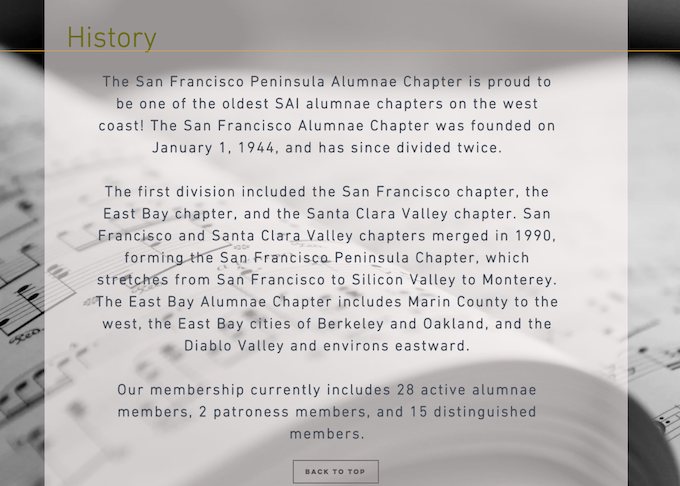 History
The San Francisco Peninsula Alumnae Chapter is proud to
be one of the oldest SAI alumnae chapters on the west
coast! The San Francisco Alumnae Chapter was founded on
January 1, 1944, and has since divided twice.
The first division included the San Francisco chapter, the
East Bay chapter, and the Santa Clara Valley chapter. San
Francisco and Santa Clara Valley chapters merged in 1990,
forming the San Francisco Peninsula Chapter, which
stretches from San Francisco to Silicon Valley to Monterey.
The East Bay Alumnae Chapter includes Marin County to the
west, the East Bay cities of Berkeley and Oakland, and the
Diablo Valley and environs eastward.
Our membership currently includes 28 active alumnae
members, 2 patroness members, and 15 distinguished
members.
BACK TO TOP